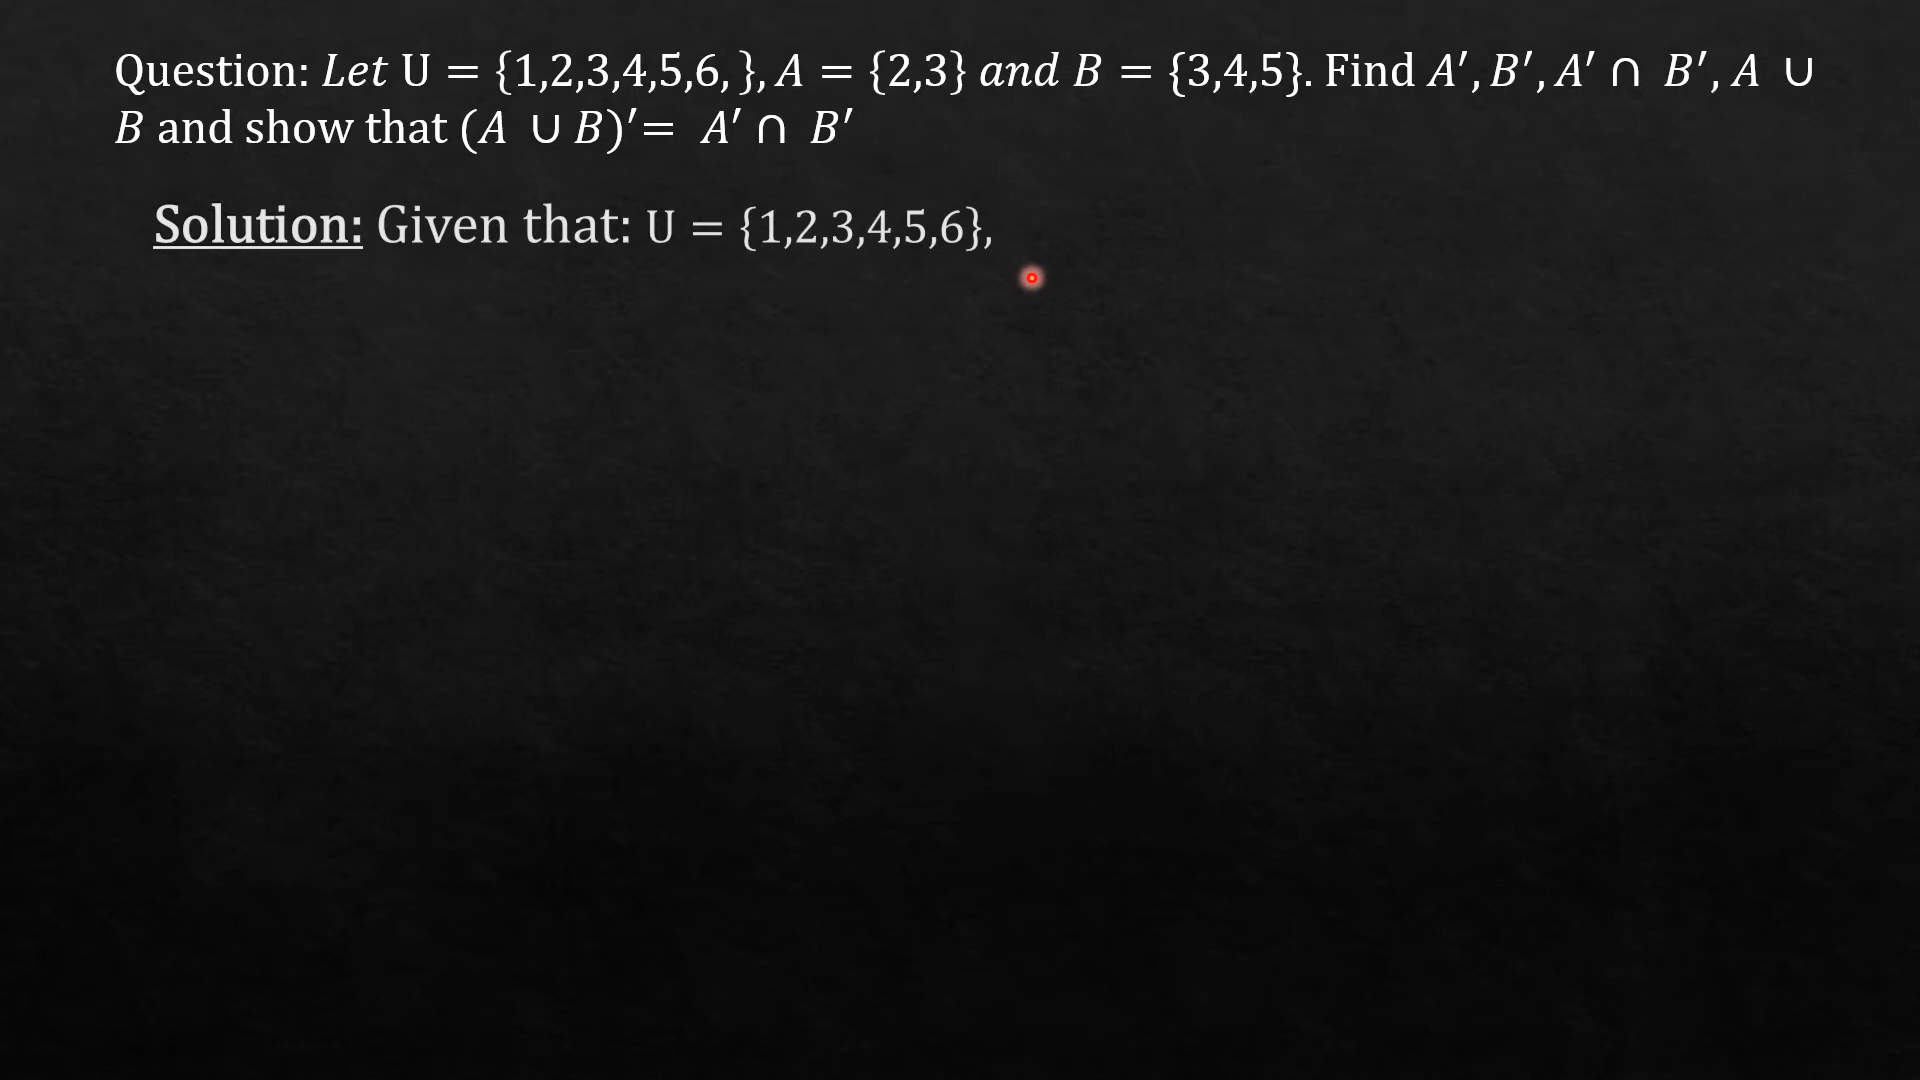 Question: Let U = {1,2,3,4,5,6, }, A = {2,3} and B = {3,4,5}. Find A′, B′, A′ ∩ B′, A ∪
B and show that (A ∪ B)′= A′ ∩ B′
Solution: Given that: U = {1,2,3,4,5,6},